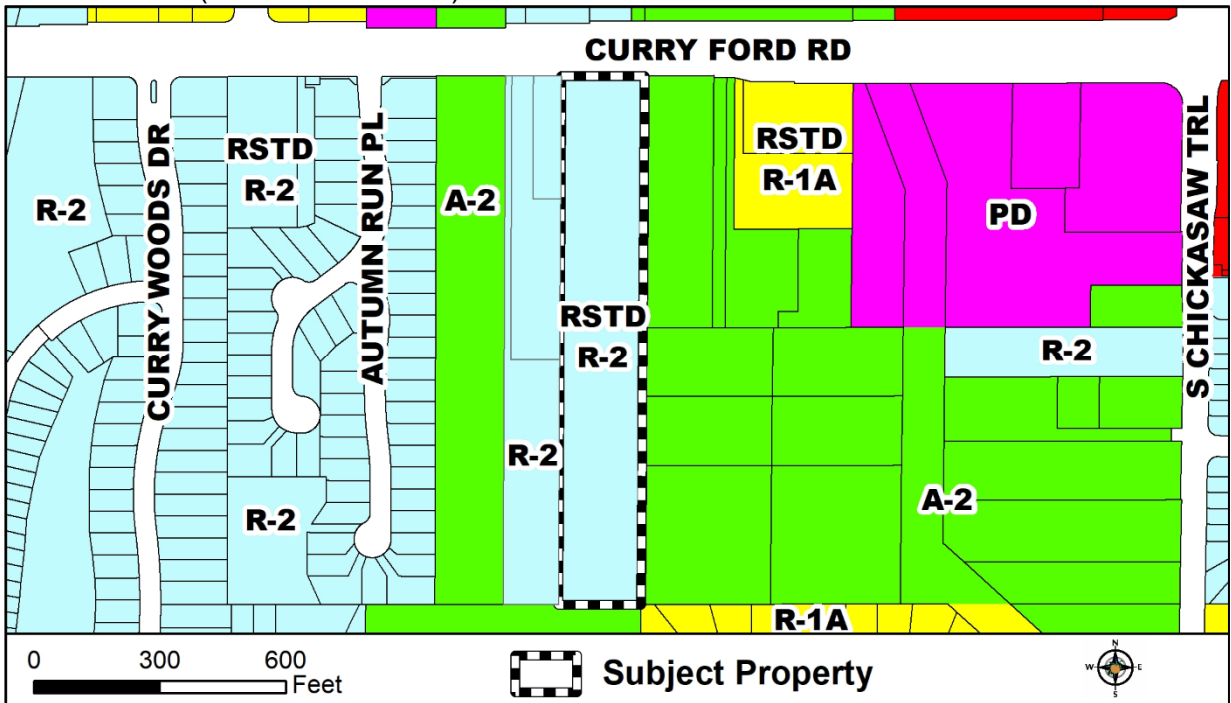 CURRY FORD RD
CURRY WOODS DR
RSTD
R-2
AUTUMN RUN PL
RSTD
R-1A
S CHICKASAW TRL
R-2
A-2
PD
RSTD
R-2
R-2
R-2
A-2
R-2
R-1A
0 300 600
Feet
Subject Property
N
W E
S